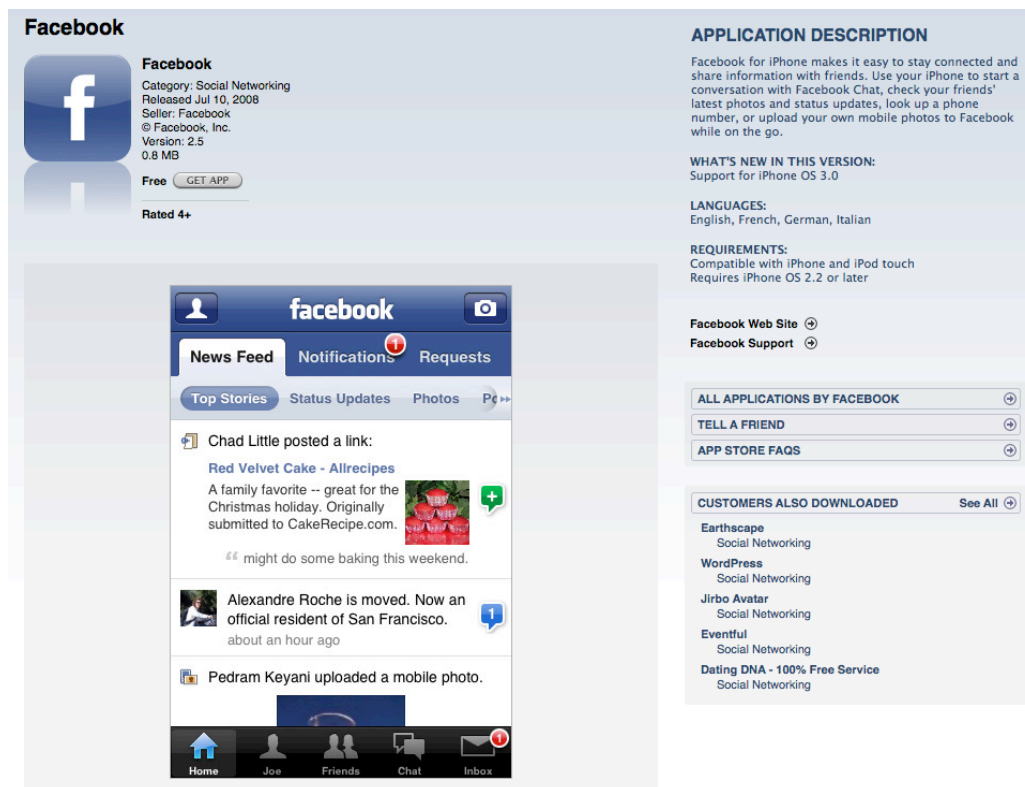 Facebook
f
Facebook
Category: Social Networking
Released Jul 10, 2008
Seller: Facebook
© Facebook, Inc.
Version: 2.5
0.8 MB
Free GET APP
Rated 4+
facebook
News Feed Notifications 1 Requests
Top Stories Status Updates Photos
Chad Little posted a link:
Red Velvet Cake - Allrecipes
A family favorite -- great for the
Christmas holiday. Originally
submitted to CakeRecipe.com.
“ might do some baking this weekend.
Alexandre Roche is moved. Now an
official resident of San Francisco.
about an hour ago
1
Pedram Keyani uploaded a mobile photo.
1
Home Joe Friends Chat Inbox
APPLICATION DESCRIPTION
Facebook for iPhone makes it easy to stay connected and
share information with friends. Use your iPhone to start a
conversation with Facebook Chat, check your friends'
latest photos and status updates, look up a phone
number, or upload your own mobile photos to Facebook
while on the go.
WHAT'S NEW IN THIS VERSION:
Support for iPhone OS 3.0
LANGUAGES:
English, French, German, Italian
REQUIREMENTS:
Compatible with iPhone and iPod touch
Requires iPhone OS 2.2 or later
Facebook Web Site
Facebook Support
ALL APPLICATIONS BY FACEBOOK
TELL A FRIEND
APP STORE FAQS
CUSTOMERS ALSO DOWNLOADED See All
Earthscape
Social Networking
WordPress
Social Networking
Jirbo Avatar
Social Networking
Eventful
Social Networking
Dating DNA - 100% Free Service
Social Networking